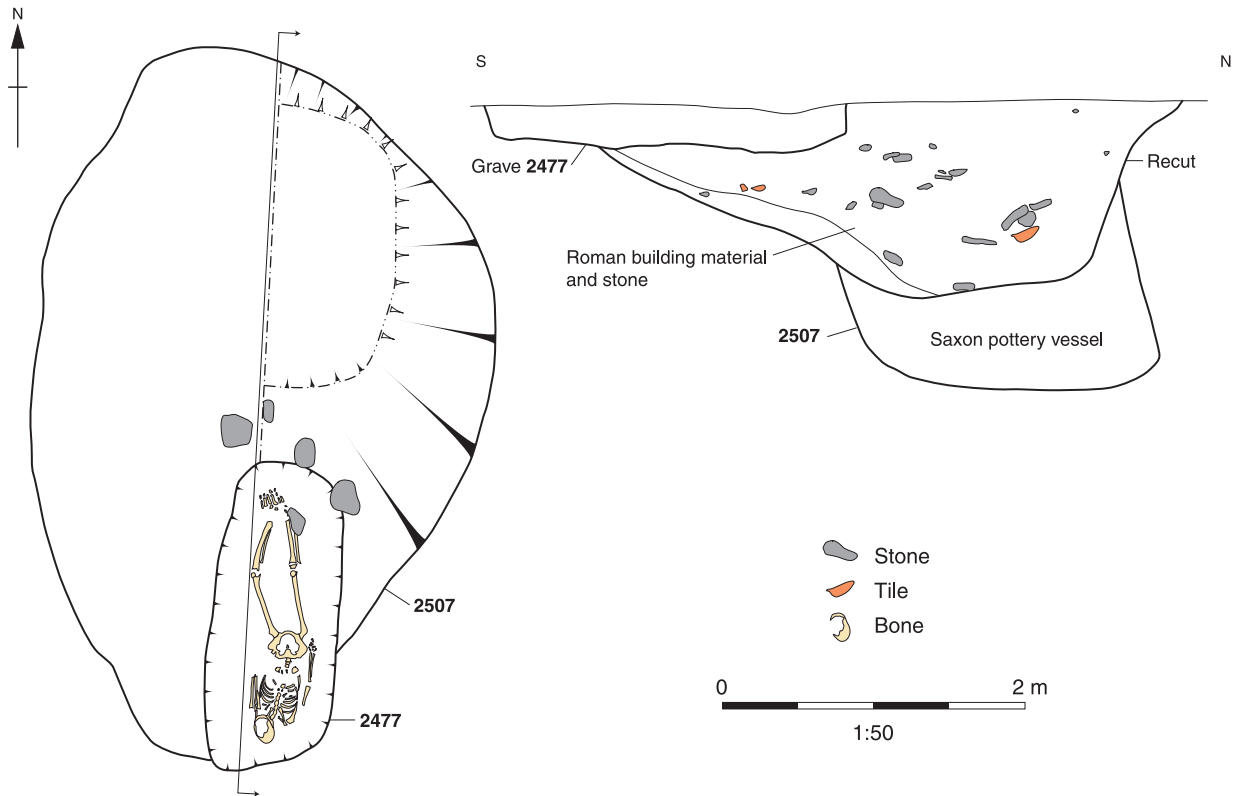 N
S
N
Grave 2477
Recut
Roman building material
and stone
2507
Saxon pottery vessel
2507
2477
Stone
Tile
Bone
0 2 m
1:50